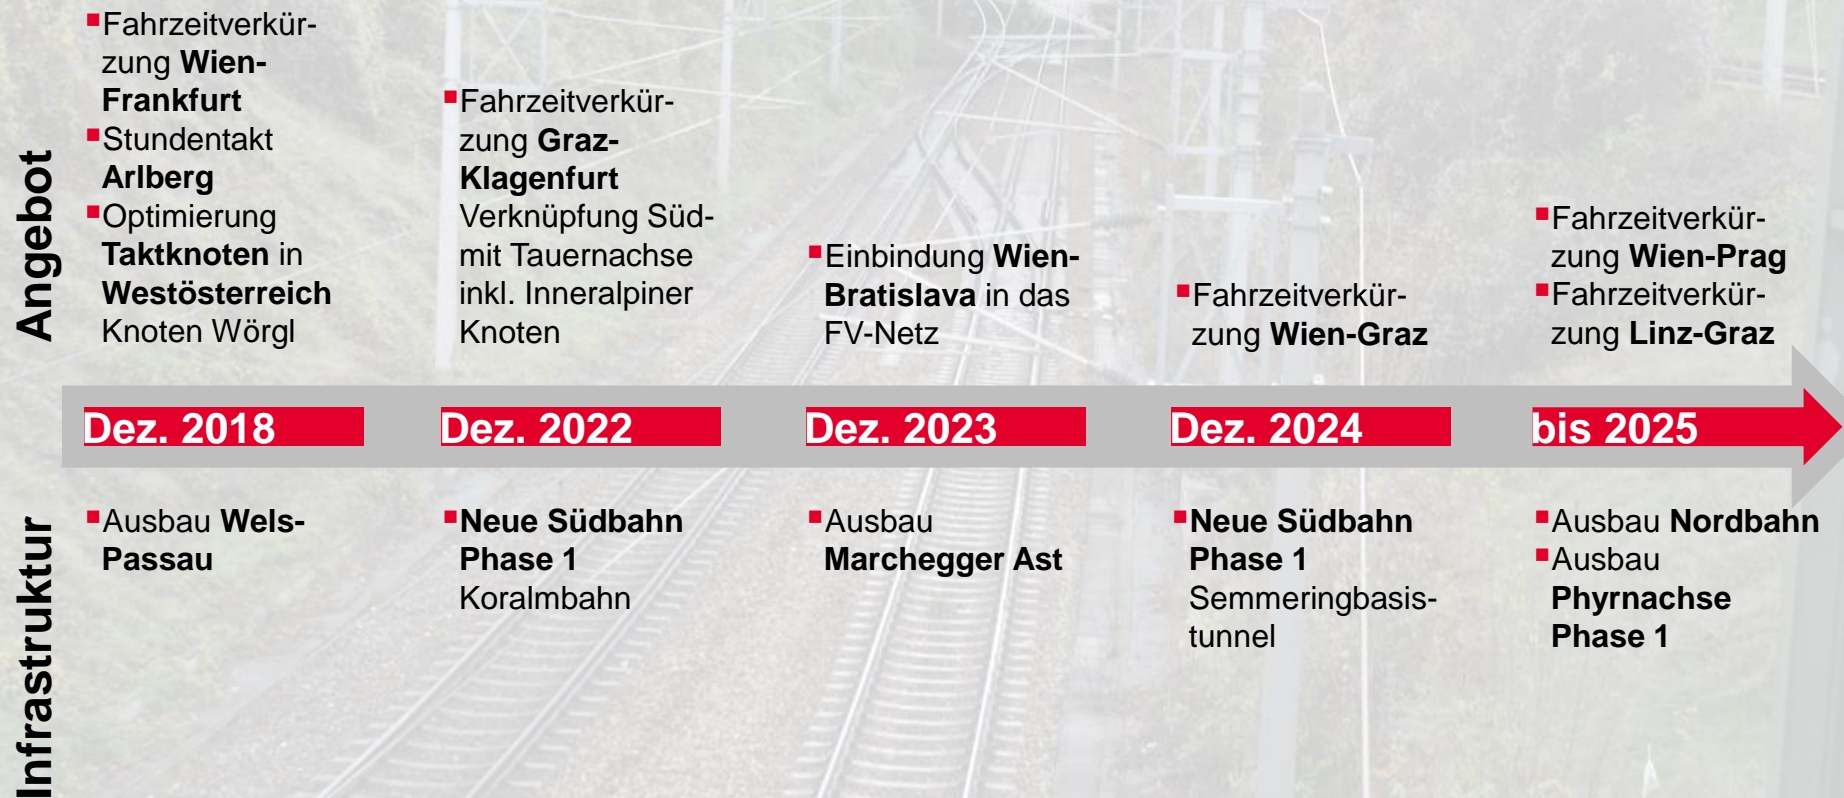 Angebot
Fahrzeitverkür-
zung Wien-
Frankfurt
Stundentakt
Arlberg
Optimierung
Taktknoten in
Westösterreich
Knoten Wörgl
Fahrzeitverkür-
zung Graz-
Klagenfurt
Verknüpfung Süd-
mit Tauernachse
inkl. Inneralpiner
Knoten
Einbindung Wien-
Bratislava in das
FV-Netz
Fahrzeitverkür-
zung Wien-Graz
Fahrzeitverkür-
zung Wien-Prag
Fahrzeitverkür-
zung Linz-Graz
Dez. 2018
Dez. 2022
Dez. 2023
Dez. 2024
bis 2025
Infrastruktur
Ausbau Wels-
Passau
Neue Südbahn
Phase 1
Koralmbahn
Ausbau
Marchegger Ast
Neue Südbahn
Phase 1
Semmeringbasis-
tunnel
Ausbau Nordbahn
Ausbau
Phyrnachse
Phase 1